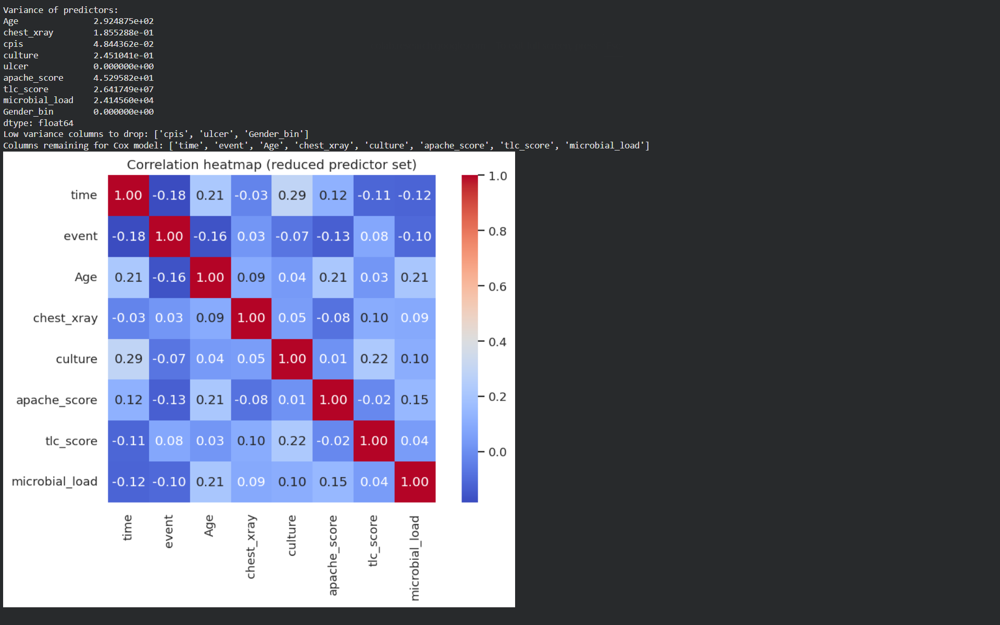 Variance of predictors:
Age 2.924875e+02
chest_xray 1.855288e-01
cpis 4.844362e-02
culture 2.451041e-01
ulcer 0.000000e+00
apache_score 4.529582e+01
tlc_score 2.641749e+07
microbial_load 2.414560e+04
Gender_bin 0.000000e+00
dtype: float64
Low variance columns to drop: ['cpis', 'ulcer', 'Gender_bin']
Columns remaining for Cox model: ['time', 'event', 'Age', 'chest_xray', 'culture', 'apache_score', 'tlc_score', 'microbial_load']
Correlation heatmap (reduced predictor set)
time 1.00 -0.18 0.21 -0.03 0.29 0.12 -0.11 -0.12
event -0.18 1.00 -0.16 0.03 -0.07 -0.13 0.08 -0.10
Age 0.21 -0.16 1.00 0.09 0.04 0.21 0.03 0.21
chest_xray -0.03 0.03 0.09 1.00 0.05 -0.08 0.10 0.09
culture 0.29 -0.07 0.04 0.05 1.00 0.01 0.22 0.10
apache_score 0.12 -0.13 0.21 -0.08 0.01 1.00 -0.02 0.15
tlc_score -0.11 0.08 0.03 0.10 0.22 -0.02 1.00 0.04
microbial_load -0.12 -0.10 0.21 0.09 0.10 0.15 0.04 1.00
time event Age chest_xray culture apache_score tlc_score microbial_load
1.0
0.8
0.6
0.4
0.2
0.0